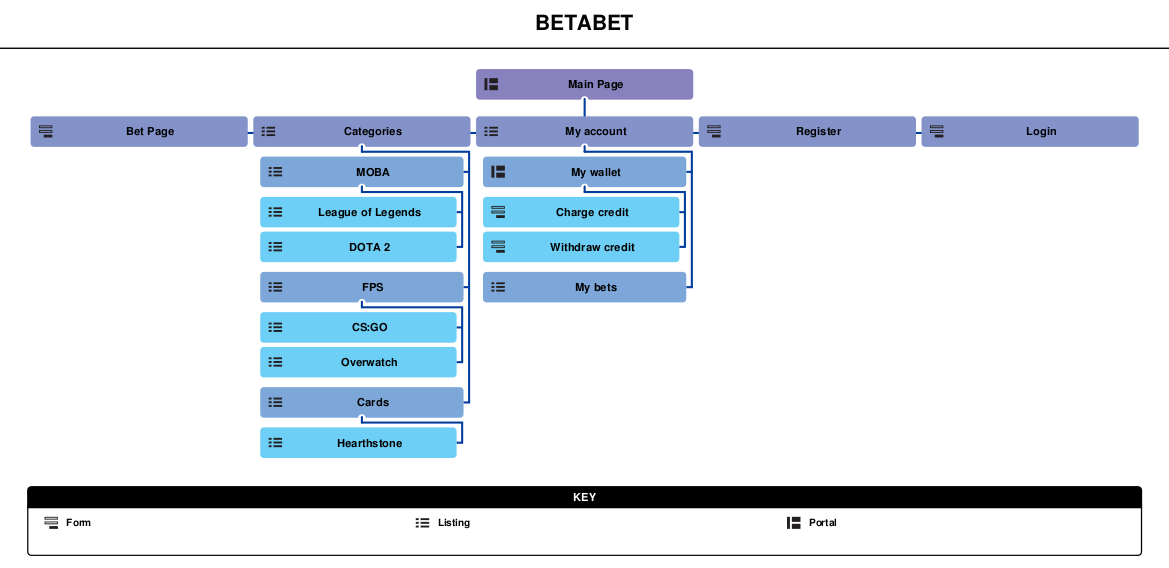 BETABET
Main Page
Bet Page
Categories
My account
Register
Login
MOBA
League of Legends
DOTA 2
FPS
CS:GO
Overwatch
Cards
Hearthstone
My wallet
Charge credit
Withdraw credit
My bets
KEY
Form
Listing
Portal